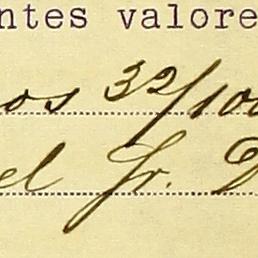 ntes valore
os 32/100
el Sr. D